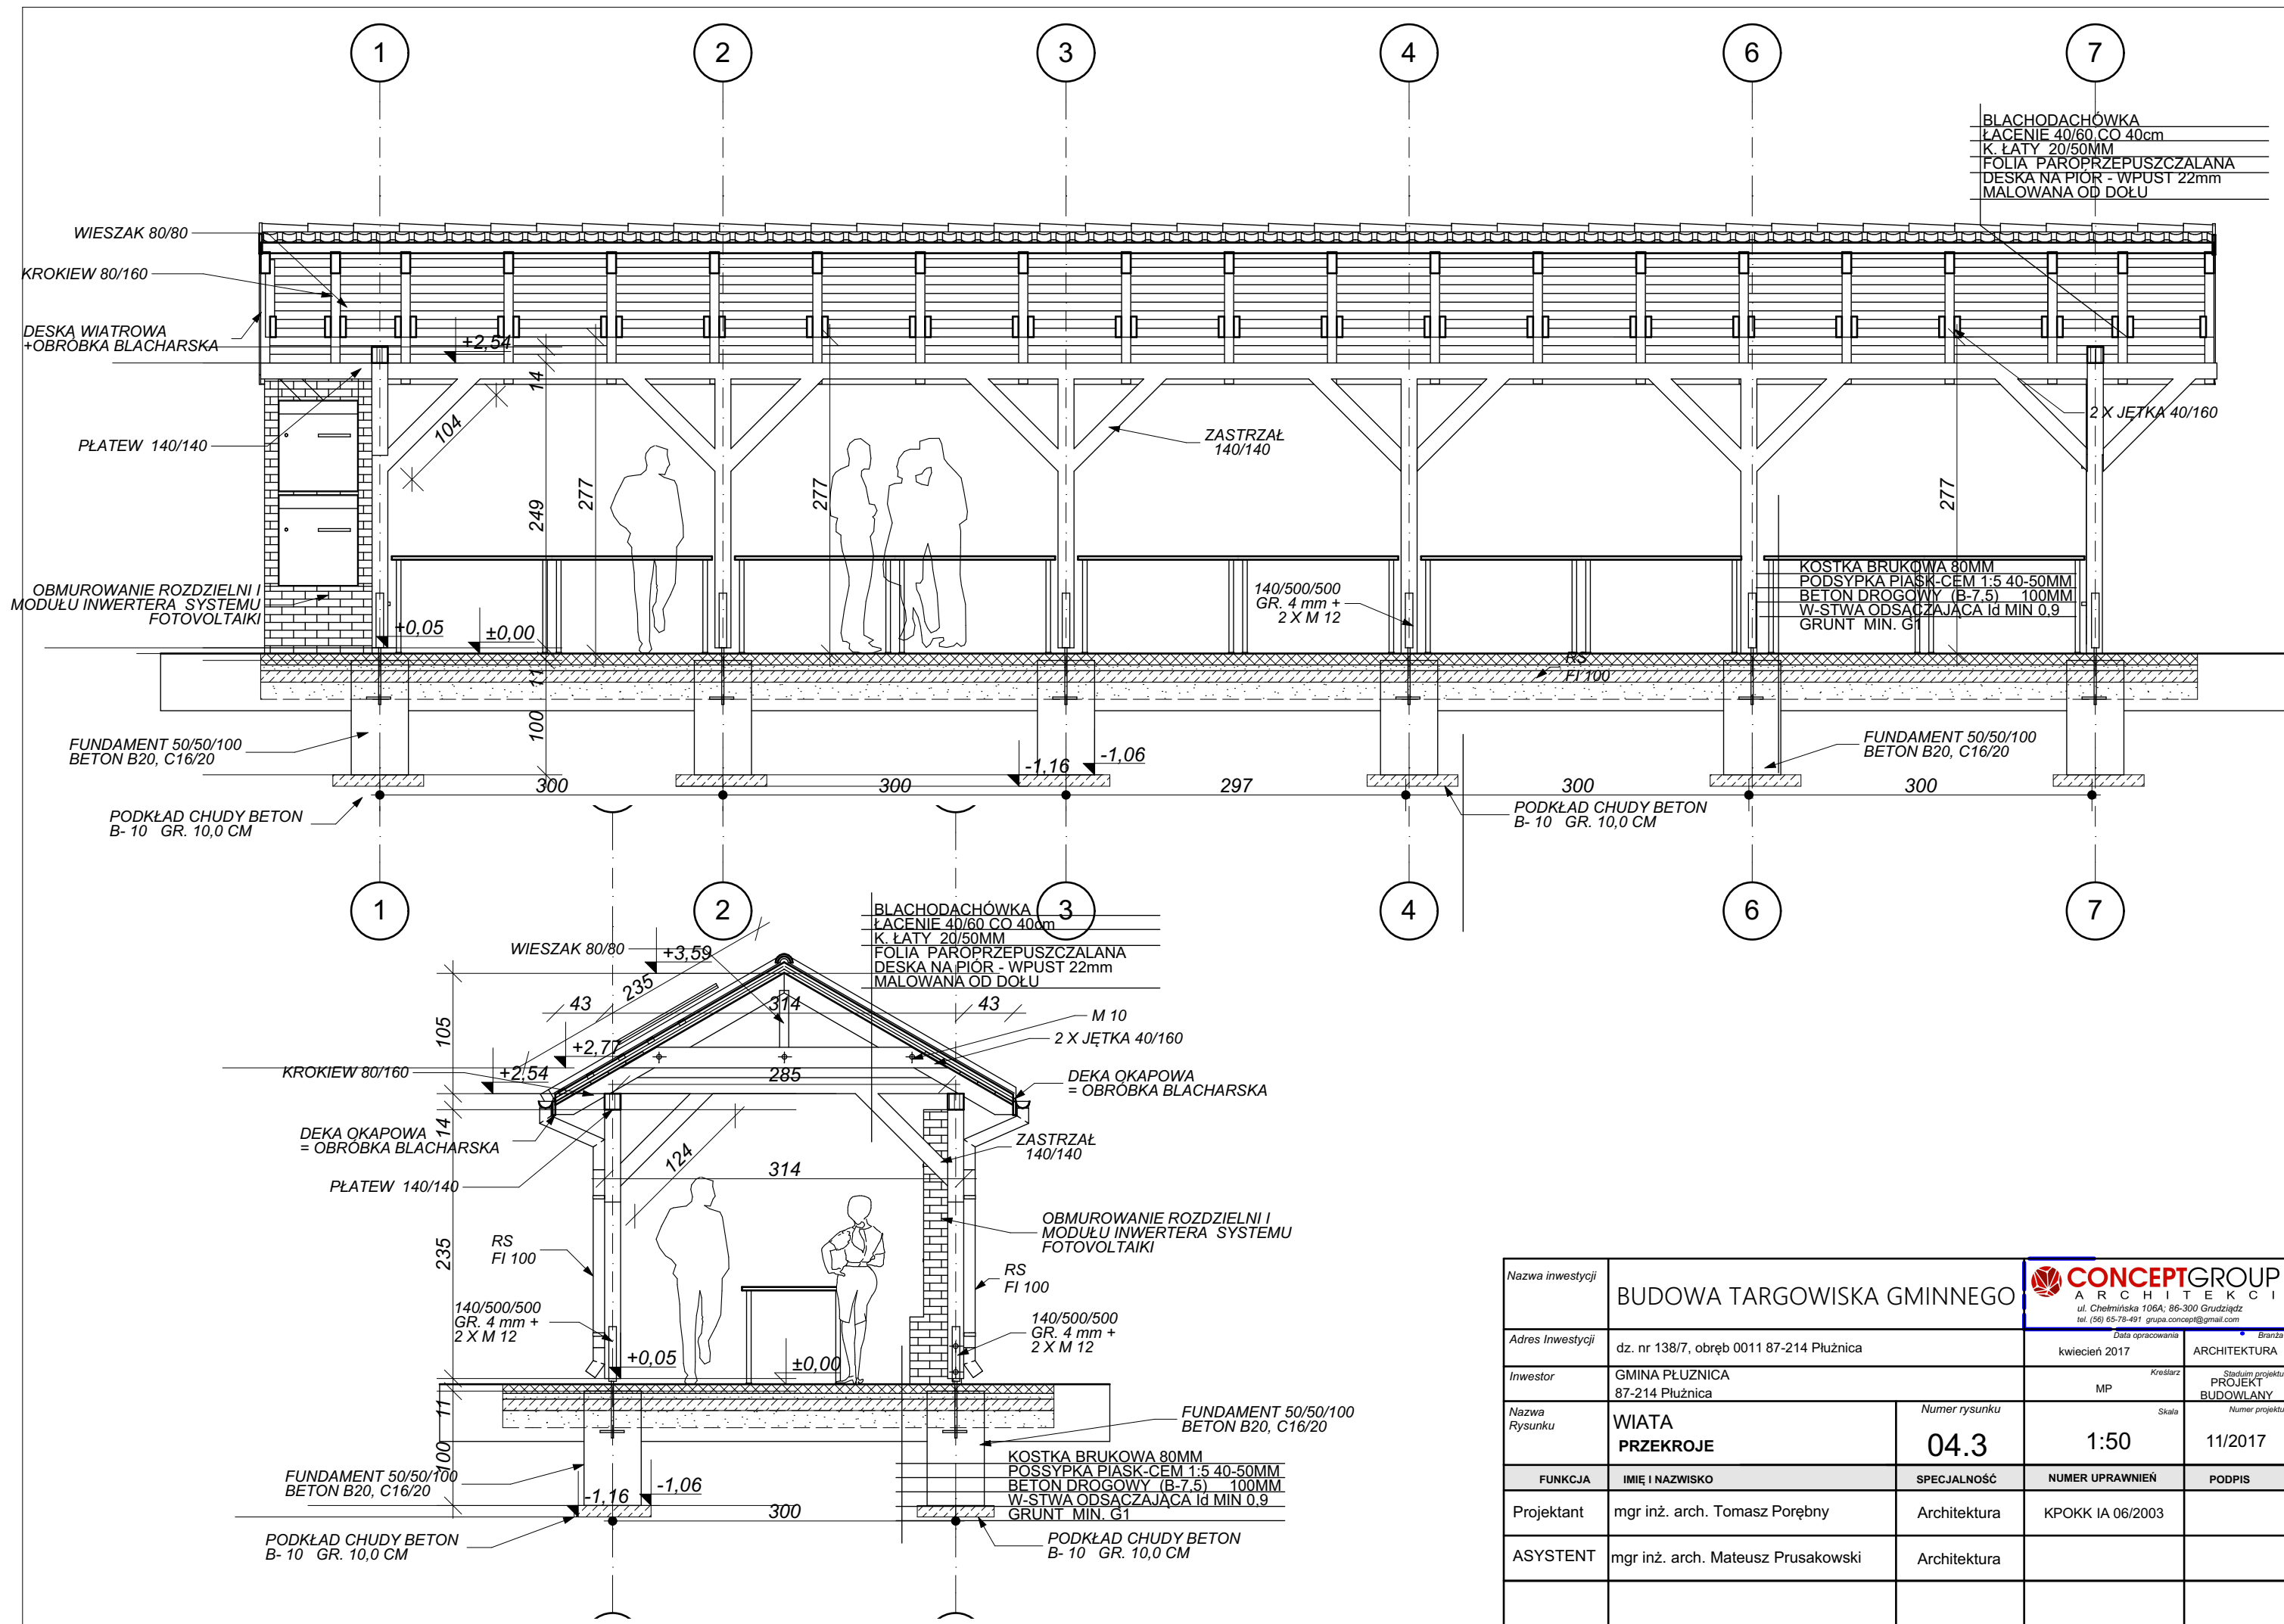 1 2 3 4 6 7
BLACHODACHÓWKA
ŁACENIE 40/60 CO 40cm
K. ŁATY 20/50MM
FOLIA PAROPRZEPUSZCZALANA
DESKA NA PIÓR - WPUST 22mm
MALOWANA OD DOŁU
WIESZAK 80/80
KROKIEW 80/160
DESKA WIATROWA
+OBRÓBKA BLACHARSKA
+2,54
14
104
2 X JĘTKA 40/160
PŁATEW 140/140
ZASTRZAŁ
140/140
249
277
277
277
OBMUROWANIE ROZDZIELNI I
MODUŁU INWERTERA SYSTEMU
FOTOVOLTAIKI
140/500/500
GR. 4 mm +
2 X M 12
KOSTKA BRUKOWA 80MM
PODSYPKA PIASK-CEM 1:5 40-50MM
BETON DROGOWY (B-7,5) 100MM
W-STWA ODSĄCZAJĄCA Id MIN 0,9
GRUNT MIN. G1
+0,05
±0,00
11
RS
FI 100
100
FUNDAMENT 50/50/100
BETON B20, C16/20
FUNDAMENT 50/50/100
BETON B20, C16/20
-1,16
-1,06
300
300
297
300
300
PODKŁAD CHUDY BETON
B- 10 GR. 10,0 CM
PODKŁAD CHUDY BETON
B- 10 GR. 10,0 CM
1 2 3 4 6 7
BLACHODACHÓWKA
ŁACENIE 40/60 CO 40cm
K. ŁATY 20/50MM
FOLIA PAROPRZEPUSZCZALANA
DESKA NA PIÓR - WPUST 22mm
MALOWANA OD DOŁU
WIESZAK 80/80
+3,59
235
43
314
43
M 10
105
2 X JĘTKA 40/160
+2,77
KROKIEW 80/160
+2,54
285
DEKA OKAPOWA
= OBRÓBKA BLACHARSKA
14
DEKA OKAPOWA
= OBRÓBKA BLACHARSKA
124
ZASTRZAŁ
140/140
314
PŁATEW 140/140
OBMUROWANIE ROZDZIELNI I
MODUŁU INWERTERA SYSTEMU
FOTOVOLTAIKI
235
RS
FI 100
RS
FI 100
140/500/500
GR. 4 mm +
2 X M 12
140/500/500
GR. 4 mm +
2 X M 12
+0,05
±0,00
11
100
FUNDAMENT 50/50/100
BETON B20, C16/20
KOSTKA BRUKOWA 80MM
POSSYPKA PIASK-CEM 1:5 40-50MM
BETON DROGOWY (B-7,5) 100MM
W-STWA ODSĄCZAJĄCA Id MIN 0,9
GRUNT MIN. G1
FUNDAMENT 50/50/100
BETON B20, C16/20
-1,16
-1,06
300
PODKŁAD CHUDY BETON
B- 10 GR. 10,0 CM
PODKŁAD CHUDY BETON
B- 10 GR. 10,0 CM
Nazwa inwestycji
BUDOWA TARGOWISKA GMINNEGO
CONCEPTGROUP
ARCHITEKCI
ul. Chełmińska 106A; 86-300 Grudziądz
tel. (56) 65-78-491 grupa.concept@gmail.com
Adres Inwestycji
dz. nr 138/7, obręb 0011 87-214 Płużnica
Data opracowania
kwiecień 2017
Branża
ARCHITEKTURA
Inwestor
GMINA PŁUZNICA
87-214 Płużnica
Kreślarz
MP
Staduim projektu
PROJEKT
BUDOWLANY
Nazwa
Rysunku
WIATA
PRZEKROJE
Numer rysunku
04.3
Skala
1:50
Numer projektu
11/2017
FUNKCJA IMIĘ I NAZWISKO SPECJALNOŚĆ NUMER UPRAWNIEŃ PODPIS
Projektant mgr inż. arch. Tomasz Porębny Architektura KPOKK IA 06/2003
ASYSTENT mgr inż. arch. Mateusz Prusakowski Architektura